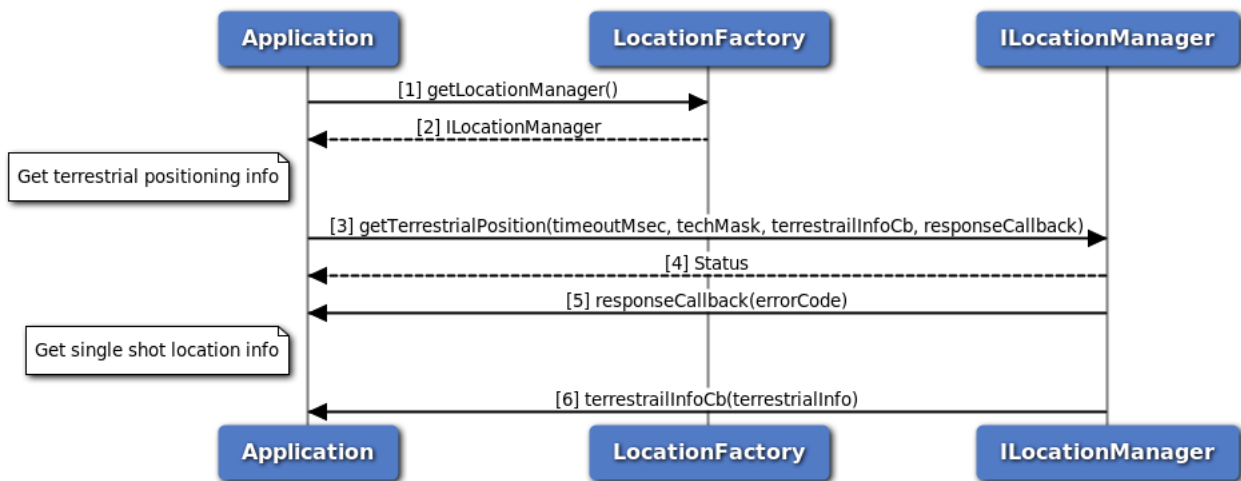 Application
LocationFactory
ILocationManager
[1] getLocationManager()
[2] ILocationManager
Get terrestrial positioning info
[3] getTerrestrialPosition(timeoutMsec, techMask, terrestrailInfoCb, responseCallback)
[4] Status
[5] responseCallback(errorCode)
Get single shot location info
[6] terrestrailInfoCb(terrestrialInfo)
Application
LocationFactory
ILocationManager